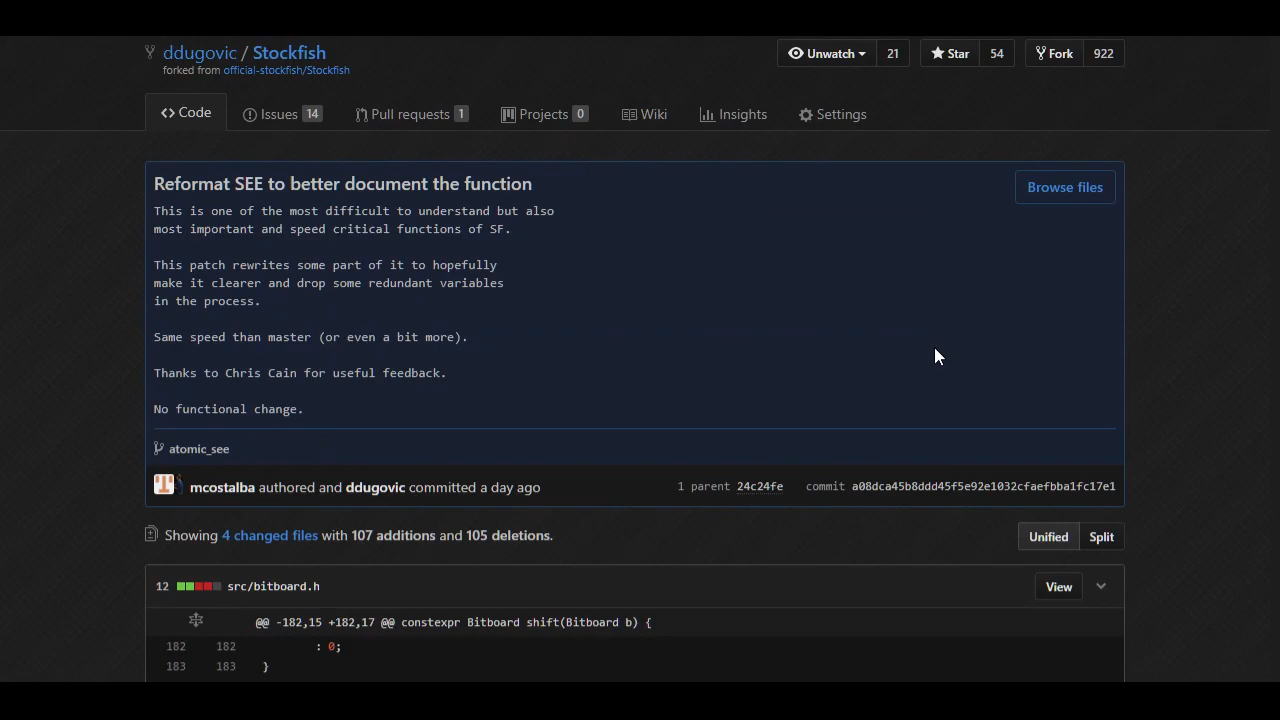 ddugovic / Stockfish
forked from official-stockfish/Stockfish
Unwatch 21 Star 54 Fork 922
Code Issues 14 Pull requests 1 Projects 0 Wiki Insights Settings
Reformat SEE to better document the function
Browse files
This is one of the most difficult to understand but also
most important and speed critical functions of SF.
This patch rewrites some part of it to hopefully
make it clearer and drop some redundant variables
in the process.
Same speed than master (or even a bit more).
Thanks to Chris Cain for useful feedback.
No functional change.
atomic_see
mcostalba authored and ddugovic committed a day ago 1 parent 24c24fe commit a08dca45b8ddd45f5e92e1032cfaefbba1fc17e1
Showing 4 changed files with 107 additions and 105 deletions. Unified Split
12 src/bitboard.h View
@@ -182,15 +182,17 @@ constexpr Bitboard shift(Bitboard b) {
182 182 : 0;
183 183 }